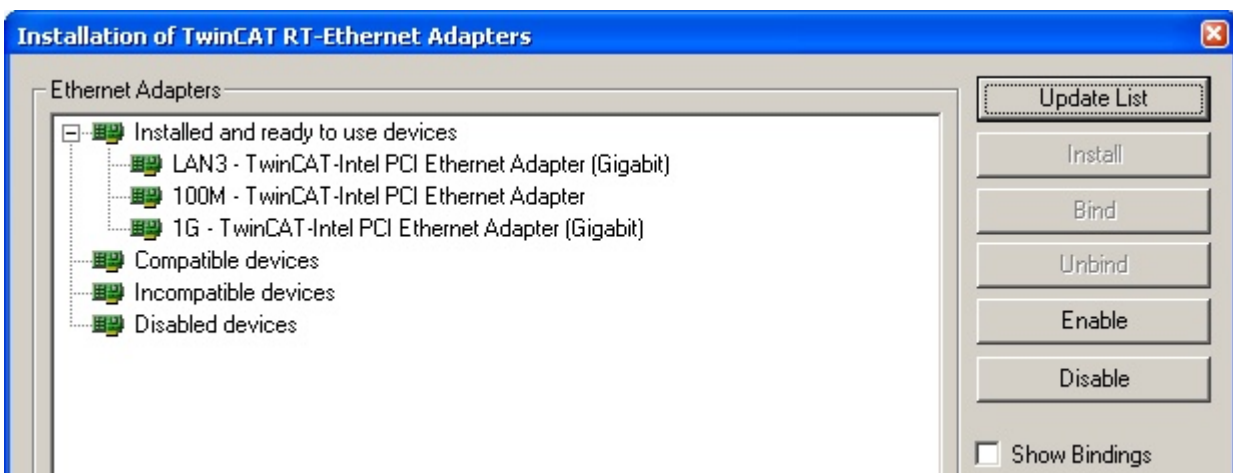 Installation of TwinCAT RT-Ethernet Adapters
Ethernet Adapters
Installed and ready to use devices
LAN3 - TwinCAT-Intel PCI Ethernet Adapter (Gigabit)
100M - TwinCAT-Intel PCI Ethernet Adapter
1G - TwinCAT-Intel PCI Ethernet Adapter (Gigabit)
Compatible devices
Incompatible devices
Disabled devices
Update List
Install
Bind
Unbind
Enable
Disable
Show Bindings